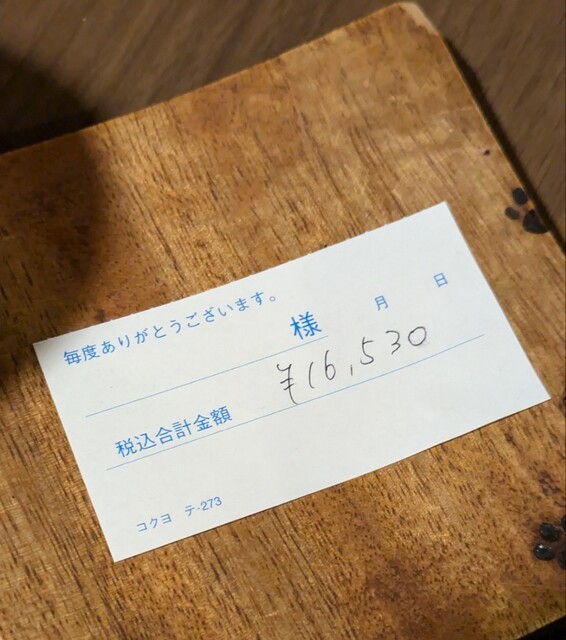 毎度ありがとうございます。
様 月 日
税込合計金額 ¥16,530
コクヨ テ-273